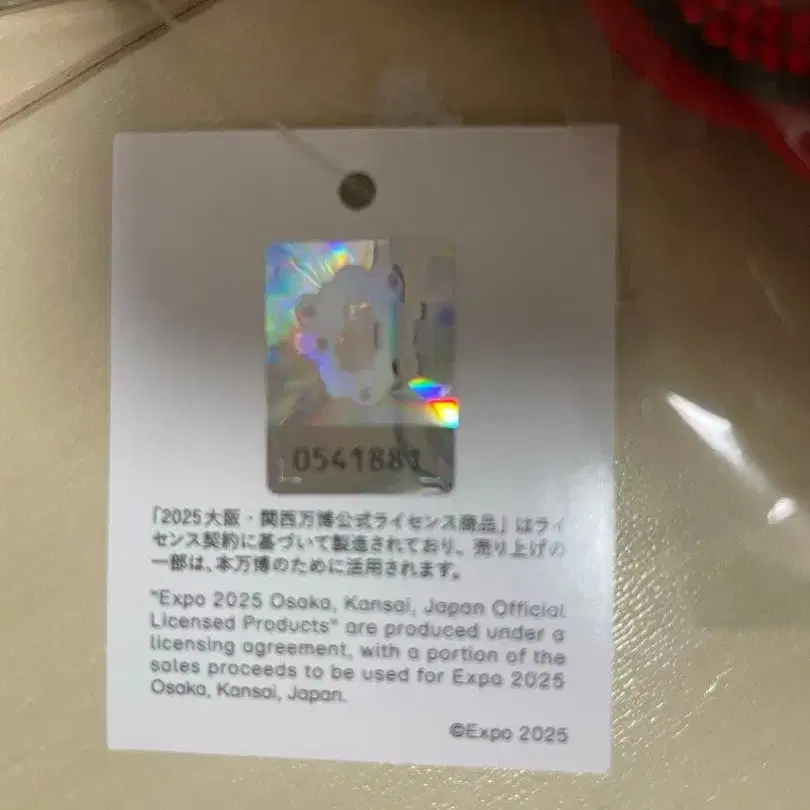 0541881
「2025大阪・関西万博公式ライセンス商品」はライ
センス契約に基づいて製造されており、売り上げの
一部は、本万博のために活用されます。
"Expo 2025 Osaka, Kansai, Japan Official
Licensed Products" are produced under a
licensing agreement, with a portion of the
sales proceeds to be used for Expo 2025
Osaka, Kansai, Japan.
©Expo 2025